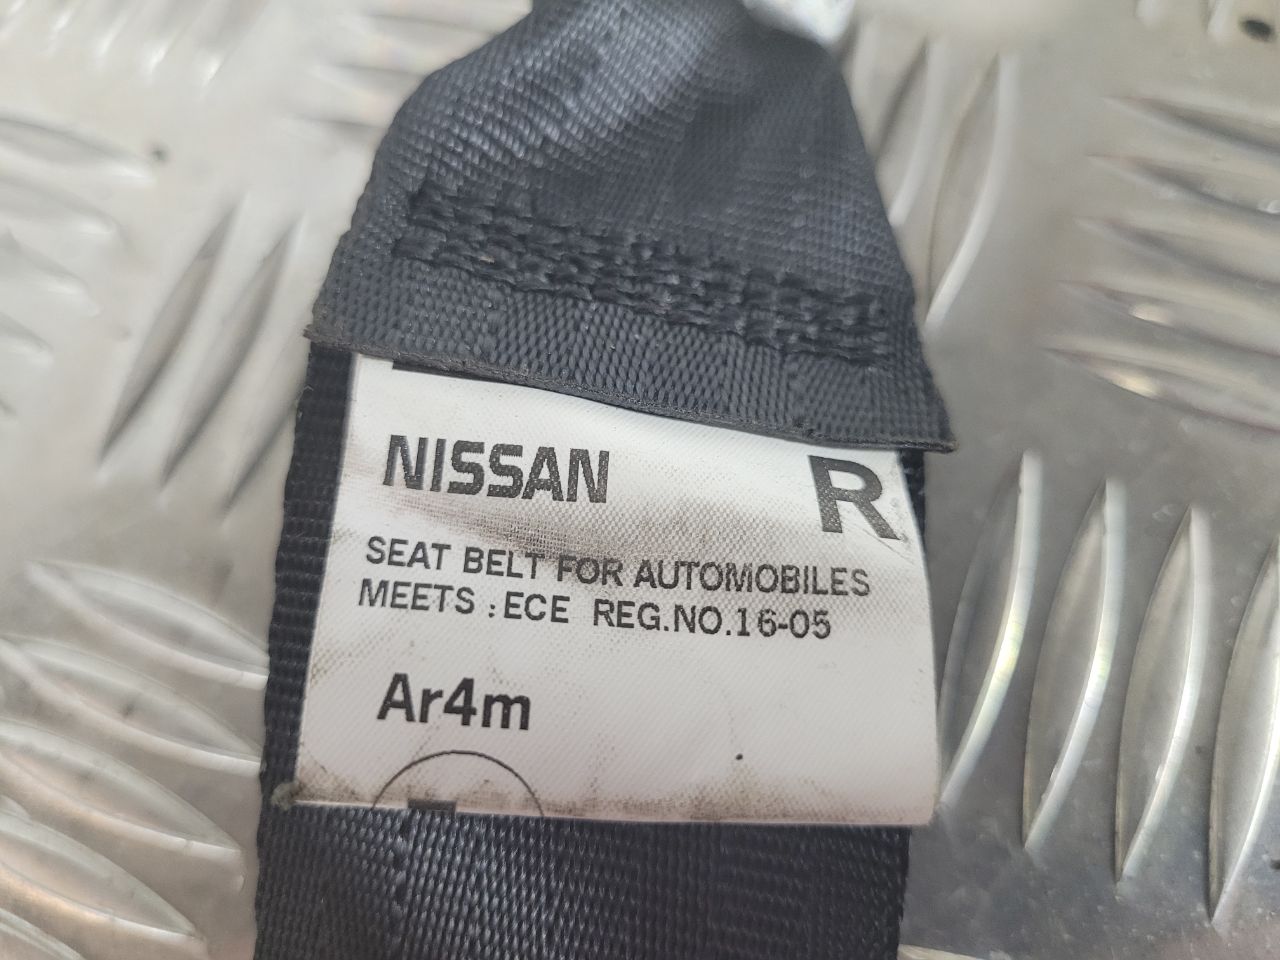 NISSAN R
SEAT BELT FOR AUTOMOBILES
MEETS : ECE REG.NO.16-05
Ar4m